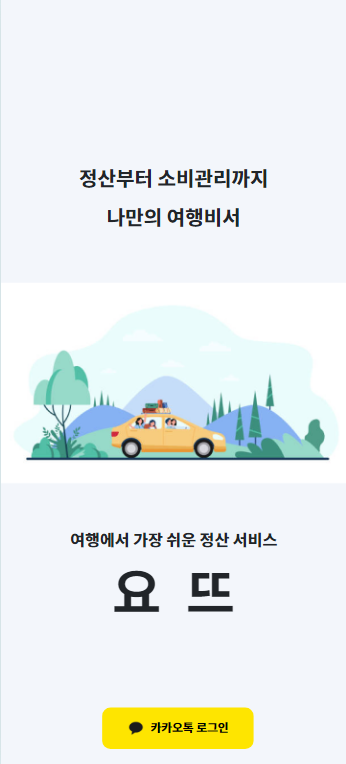 정산부터 소비관리까지
나만의 여행비서
여행에서 가장 쉬운 정산 서비스
요 뜨
카카오톡 로그인